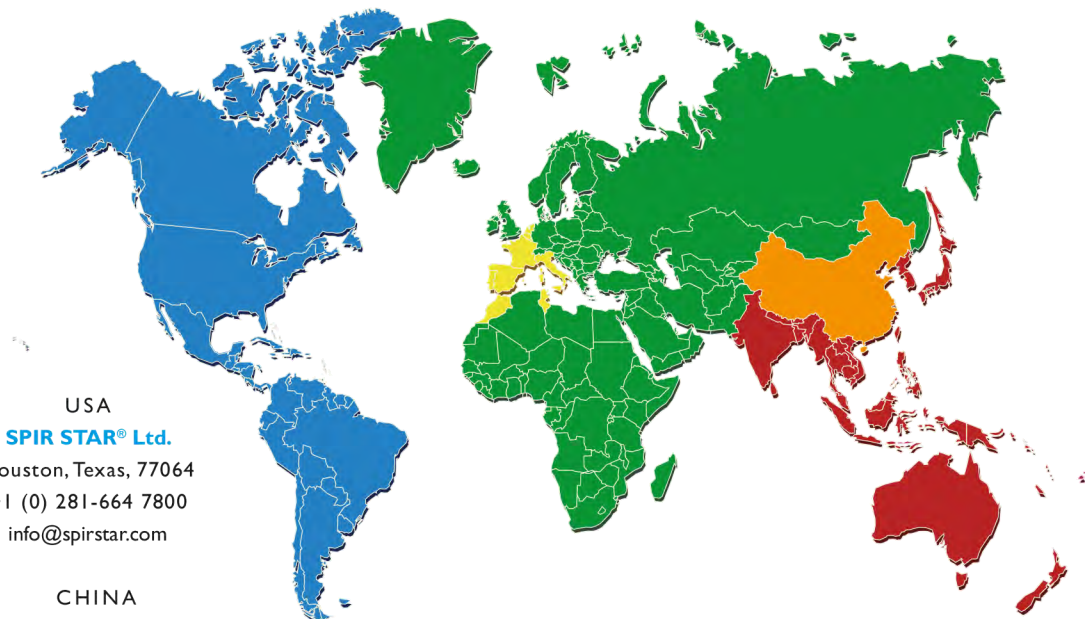 USA
SPIR STAR® Ltd.
ouston, Texas, 77064
1 (0) 281-664 7800
info@spirstar.com
CHINA